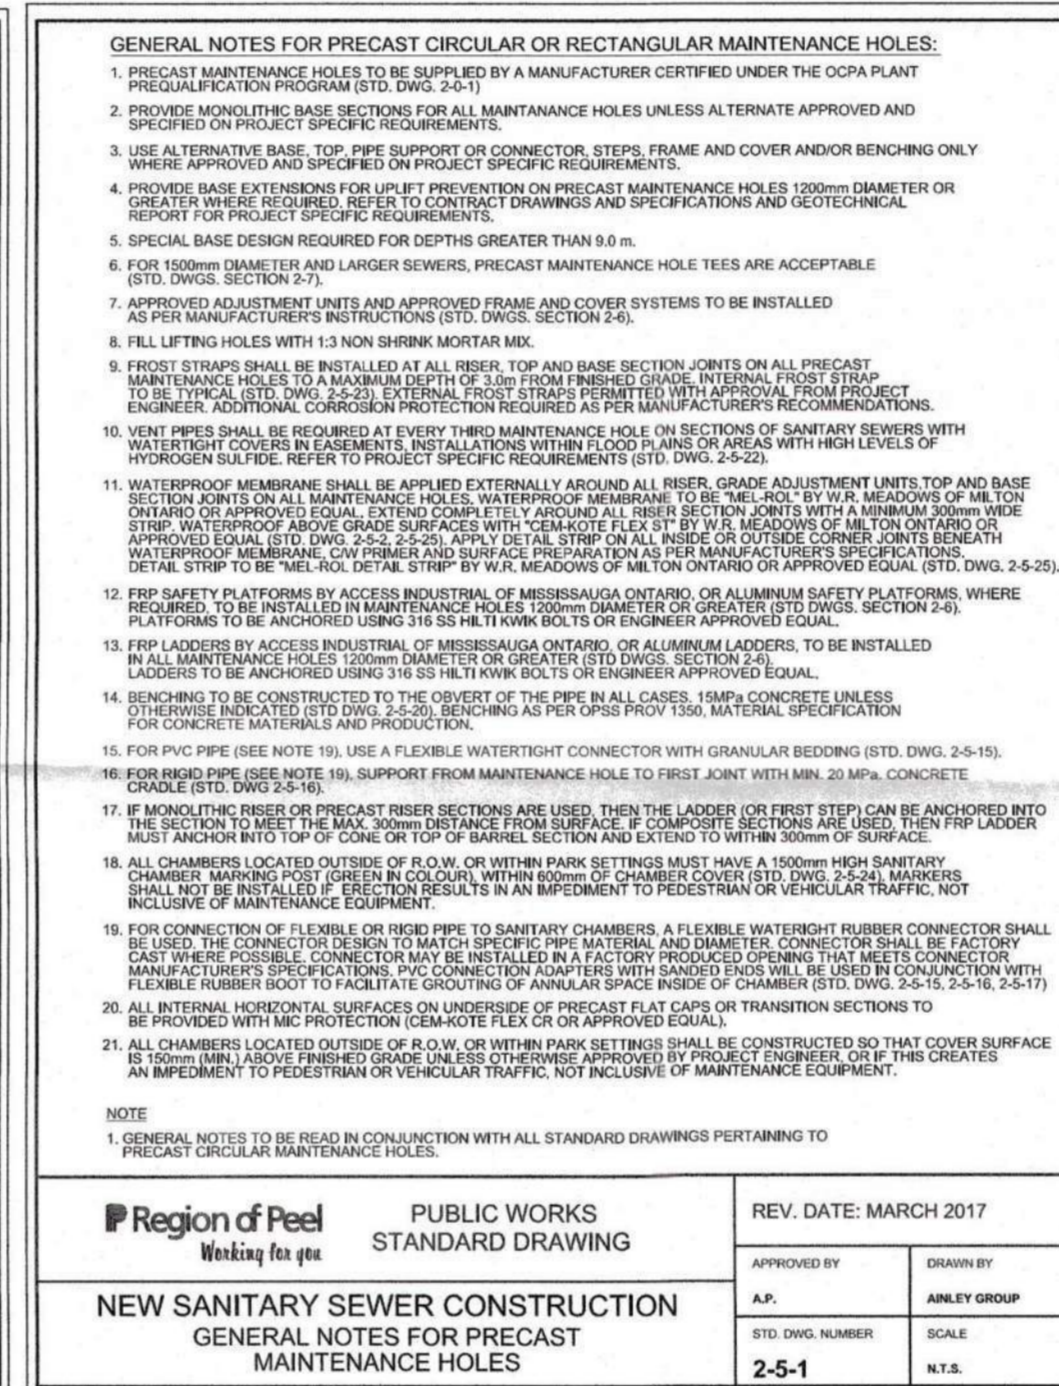 GENERAL NOTES FOR PRECAST CIRCULAR OR RECTANGULAR MAINTENANCE HOLES:
1. PRECAST MAINTENANCE HOLES TO BE SUPPLIED BY A MANUFACTURER CERTIFIED UNDER THE OCPA PLANT
PREQUALIFICATION PROGRAM (STD. DWG. 2-0-1)
2. PROVIDE MONOLITHIC BASE SECTIONS FOR ALL MAINTANANCE HOLES UNLESS ALTERNATE APPROVED AND
SPECIFIED ON PROJECT SPECIFIC REQUIREMENTS.
3. USE ALTERNATIVE BASE, TOP, PIPE SUPPORT OR CONNECTOR, STEPS, FRAME AND COVER AND/OR BENCHING ONLY
WHERE APPROVED AND SPECIFIED ON PROJECT SPECIFIC REQUIREMENTS.
4. PROVIDE BASE EXTENSIONS FOR UPLIFT PREVENTION ON PRECAST MAINTENANCE HOLES 1200mm DIAMETER OR
GREATER WHERE REQUIRED. REFER TO CONTRACT DRAWINGS AND SPECIFICATIONS AND GEOTECHNICAL
REPORT FOR PROJECT SPECIFIC REQUIREMENTS.
5. SPECIAL BASE DESIGN REQUIRED FOR DEPTHS GREATER THAN 9.0 m.
6. FOR 1500mm DIAMETER AND LARGER SEWERS, PRECAST MAINTENANCE HOLE TEES ARE ACCEPTABLE
(STD. DWGS. SECTION 2-7).
7. APPROVED ADJUSTMENT UNITS AND APPROVED FRAME AND COVER SYSTEMS TO BE INSTALLED
AS PER MANUFACTURER'S INSTRUCTIONS (STD. DWGS. SECTION 2-6).
8. FILL LIFTING HOLES WITH 1:3 NON SHRINK MORTAR MIX.
9. FROST STRAPS SHALL BE INSTALLED AT ALL RISER, TOP AND BASE SECTION JOINTS ON ALL PRECAST
MAINTENANCE HOLES TO A MAXIMUM DEPTH OF 3.0m FROM FINISHED GRADE. INTERNAL FROST STRAP
TO BE TYPICAL (STD. DWG. 2-5-23). EXTERNAL FROST STRAPS PERMITTED WITH APPROVAL FROM PROJECT
ENGINEER. ADDITIONAL CORROSION PROTECTION REQUIRED AS PER MANUFACTURER'S RECOMMENDATIONS.
10. VENT PIPES SHALL BE REQUIRED AT EVERY THIRD MAINTENANCE HOLE ON SECTIONS OF SANITARY SEWERS WITH
WATERTIGHT COVERS IN EASEMENTS, INSTALLATIONS WITHIN FLOOD PLAINS OR AREAS WITH HIGH LEVELS OF
HYDROGEN SULFIDE. REFER TO PROJECT SPECIFIC REQUIREMENTS (STD. DWG. 2-5-22).
11. WATERPROOF MEMBRANE SHALL BE APPLIED EXTERNALLY AROUND ALL RISER, GRADE ADJUSTMENT UNITS,TOP AND BASE
SECTION JOINTS ON ALL MAINTENANCE HOLES. WATERPROOF MEMBRANE TO BE "MEL-ROL" BY W.R. MEADOWS OF MILTON
ONTARIO OR APPROVED EQUAL, EXTEND COMPLETELY AROUND ALL RISER SECTION JOINTS WITH A MINIMUM 300mm WIDE
STRIP. WATERPROOF ABOVE GRADE SURFACES WITH "CEM-KOTE FLEX ST" BY W.R. MEADOWS OF MILTON ONTARIO OR
APPROVED EQUAL (STD. DWG. 2-5-2, 2-5-25). APPLY DETAIL STRIP ON ALL INSIDE OR OUTSIDE CORNER JOINTS BENEATH
WATERPROOF MEMBRANE, C/W PRIMER AND SURFACE PREPARATION AS PER MANUFACTURER'S SPECIFICATIONS.
DETAIL STRIP TO BE "MEL-ROL DETAIL STRIP" BY W.R. MEADOWS OF MILTON ONTARIO OR APPROVED EQUAL (STD. DWG. 2-5-25).
12. FRP SAFETY PLATFORMS BY ACCESS INDUSTRIAL OF MISSISSAUGA ONTARIO, OR ALUMINUM SAFETY PLATFORMS, WHERE
REQUIRED, TO BE INSTALLED IN MAINTENANCE HOLES 1200mm DIAMETER OR GREATER (STD DWGS. SECTION 2-6).
PLATFORMS TO BE ANCHORED USING 316 SS HILTI KWIK BOLTS OR ENGINEER APPROVED EQUAL.
13. FRP LADDERS BY ACCESS INDUSTRIAL OF MISSISSAUGA ONTARIO, OR ALUMINUM LADDERS, TO BE INSTALLED
IN ALL MAINTENANCE HOLES 1200mm DIAMETER OR GREATER (STD DWGS. SECTION 2-6).
LADDERS TO BE ANCHORED USING 316 SS HILTI KWIK BOLTS OR ENGINEER APPROVED EQUAL,
14. BENCHING TO BE CONSTRUCTED TO THE OBVERT OF THE PIPE IN ALL CASES. 15MPa CONCRETE UNLESS
OTHERWISE INDICATED (STD DWG. 2-5-20). BENCHING AS PER OPSS PROV 1350, MATERIAL SPECIFICATION
FOR CONCRETE MATERIALS AND PRODUCTION.
15. FOR PVC PIPE (SEE NOTE 19). USE A FLEXIBLE WATERTIGHT CONNECTOR WITH GRANULAR BEDDING (STD. DWG. 2-5-15).
16. FOR RIGID PIPE (SEE NOTE 19), SUPPORT FROM MAINTENANCE HOLE TO FIRST JOINT WITH MIN. 20 MPa. CONCRETE
CRADLE (STD. DWG 2-5-16).
17. IF MONOLITHIC RISER OR PRECAST RISER SECTIONS ARE USED, THEN THE LADDER (OR FIRST STEP) CAN BE ANCHORED INTO
THE SECTION TO MEET THE MAX. 300mm DISTANCE FROM SURFACE. IF COMPOSITE SECTIONS ARE USED, THEN FRP LADDER
MUST ANCHOR INTO TOP OF CONE OR TOP OF BARREL SECTION AND EXTEND TO WITHIN 300mm OF SURFACE.
18. ALL CHAMBERS LOCATED OUTSIDE OF R.O.W. OR WITHIN PARK SETTINGS MUST HAVE A 1500mm HIGH SANITARY
CHAMBER MARKING POST (GREEN IN COLOUR), WITHIN 600mm OF CHAMBER COVER (STD. DWG. 2-5-24). MARKERS
SHALL NOT BE INSTALLED IF ERECTION RESULTS IN AN IMPEDIMENT TO PEDESTRIAN OR VEHICULAR TRAFFIC, NOT
INCLUSIVE OF MAINTENANCE EQUIPMENT.
19. FOR CONNECTION OF FLEXIBLE OR RIGID PIPE TO SANITARY CHAMBERS, A FLEXIBLE WATERIGHT RUBBER CONNECTOR SHALL
BE USED. THE CONNECTOR DESIGN TO MATCH SPECIFIC PIPE MATERIAL AND DIAMETER. CONNECTOR SHALL BE FACTORY
CAST WHERE POSSIBLE. CONNECTOR MAY BE INSTALLED IN A FACTORY PRODUCED OPENING THAT MEETS CONNECTOR
MANUFACTURER'S SPECIFICATIONS. PVC CONNECTION ADAPTERS WITH SANDED ENDS WILL BE USED IN CONJUNCTION WITH
FLEXIBLE RUBBER BOOT TO FACILITATE GROUTING OF ANNULAR SPACE INSIDE OF CHAMBER (STD. DWG. 2-5-15, 2-5-16, 2-5-17)
20. ALL INTERNAL HORIZONTAL SURFACES ON UNDERSIDE OF PRECAST FLAT CAPS OR TRANSITION SECTIONS TO
BE PROVIDED WITH MIC PROTECTION (CEM-KOTE FLEX CR OR APPROVED EQUAL).
21. ALL CHAMBERS LOCATED OUTSIDE OF R.O.W. OR WITHIN PARK SETTINGS SHALL BE CONSTRUCTED SO THAT COVER SURFACE
IS 150mm (MIN.) ABOVE FINISHED GRADE UNLESS OTHERWISE APPROVED BY PROJECT ENGINEER, OR IF THIS CREATES
AN IMPEDIMENT TO PEDESTRIAN OR VEHICULAR TRAFFIC, NOT INCLUSIVE OF MAINTENANCE EQUIPMENT.
NOTE
1. GENERAL NOTES TO BE READ IN CONJUNCTION WITH ALL STANDARD DRAWINGS PERTAINING TO
PRECAST CIRCULAR MAINTENANCE HOLES.
Region of Peel
Working for you
PUBLIC WORKS
STANDARD DRAWING
REV. DATE: MARCH 2017
APPROVED BY
A.P.
DRAWN BY
AINLEY GROUP
NEW SANITARY SEWER CONSTRUCTION
GENERAL NOTES FOR PRECAST
MAINTENANCE HOLES
STD. DWG. NUMBER
2-5-1
SCALE
N.T.S.